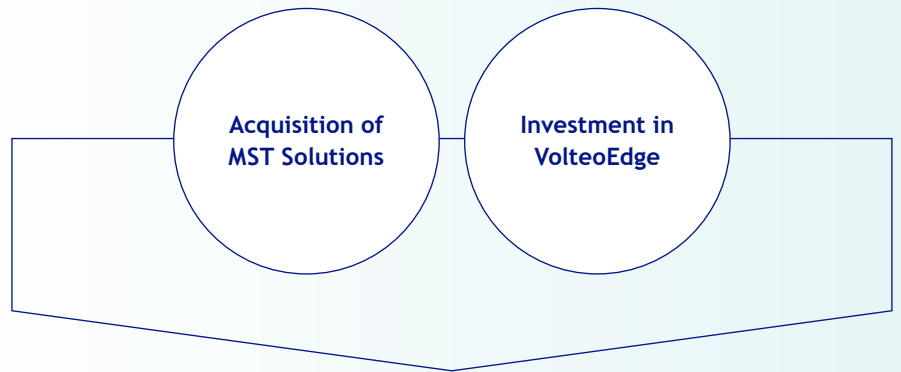 Acquisition of
MST Solutions
Investment in
VolteoEdge